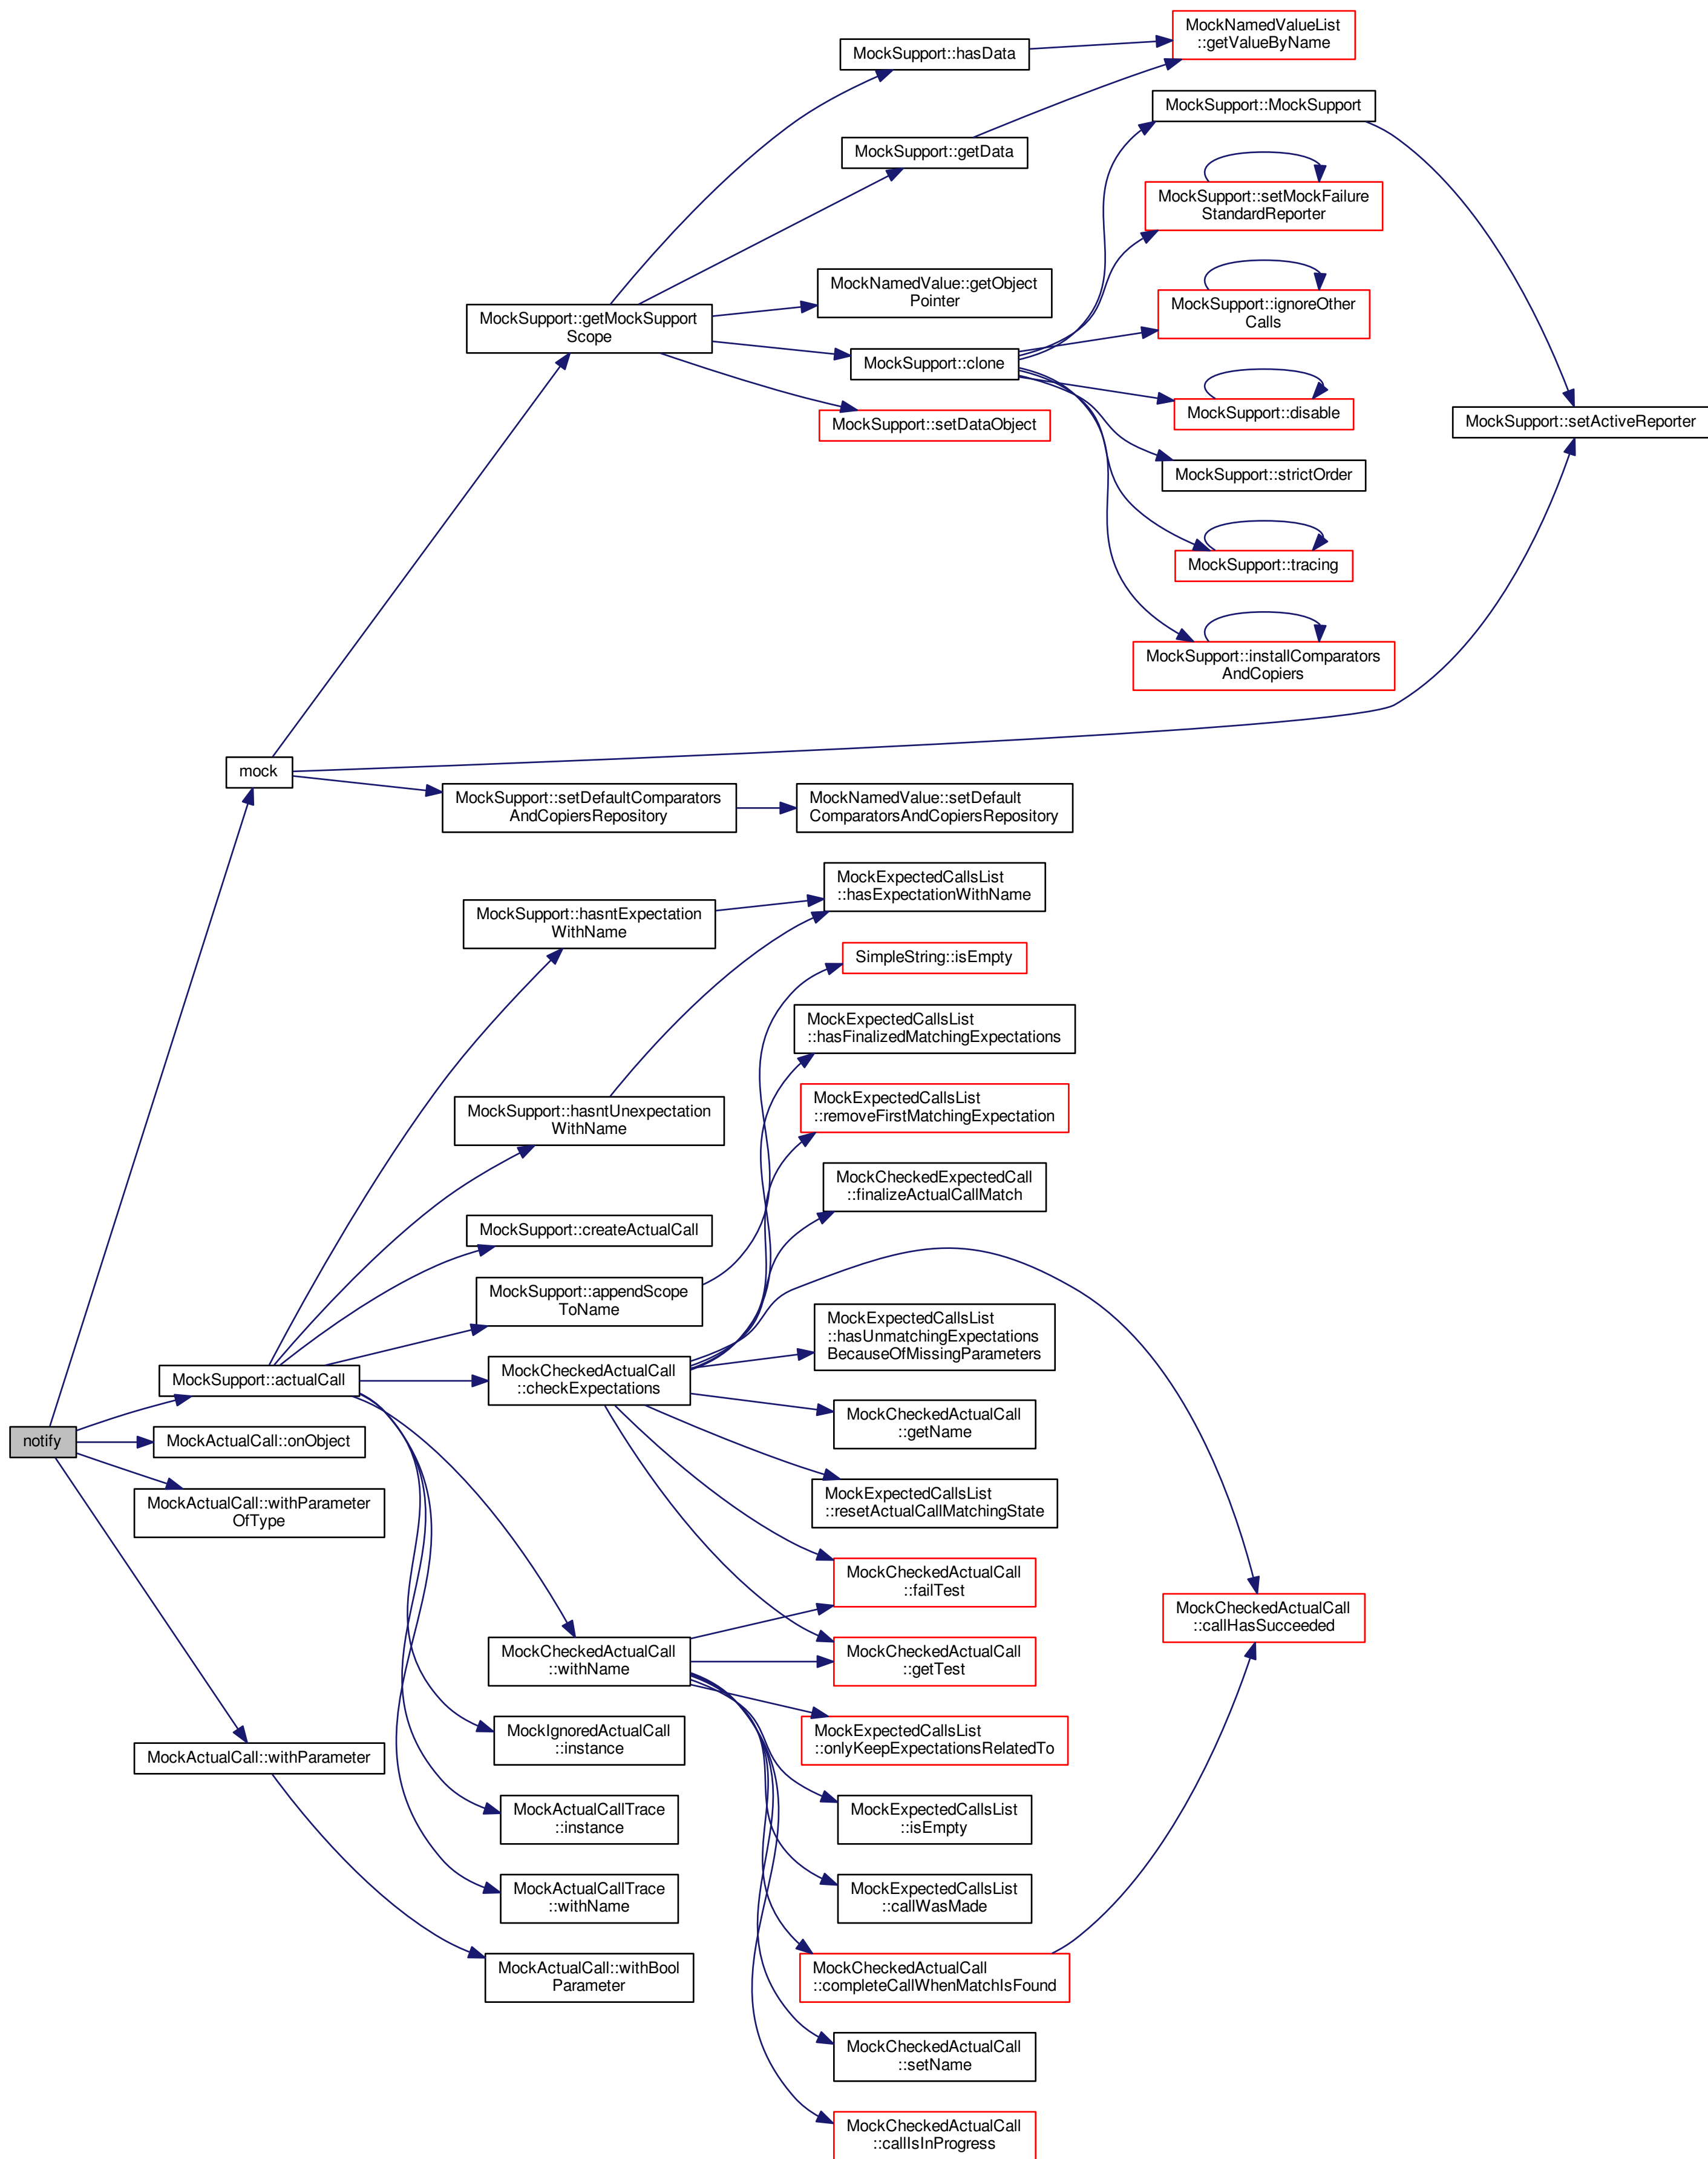 MockNamedValueList
::getValueByName
MockSupport::hasData
MockSupport::MockSupport
MockSupport::getData
MockSupport::setMockFailure
StandardReporter
MockNamedValue::getObject
Pointer
MockSupport::ignoreOther
Calls
MockSupport::getMockSupport
Scope
MockSupport::clone
MockSupport::disable
MockSupport::setDataObject
MockSupport::setActiveReporter
MockSupport::strictOrder
MockSupport::tracing
MockSupport::installComparators
AndCopiers
mock
MockSupport::setDefaultComparators
AndCopiersRepository
MockNamedValue::setDefault
ComparatorsAndCopiersRepository
MockExpectedCallsList
::hasExpectationWithName
MockSupport::hasntExpectation
WithName
SimpleString::isEmpty
MockExpectedCallsList
::hasFinalizedMatchingExpectations
MockExpectedCallsList
::removeFirstMatchingExpectation
MockSupport::hasntUnexpectation
WithName
MockCheckedExpectedCall
::finalizeActualCallMatch
MockSupport::createActualCall
MockSupport::appendScope
ToName
MockExpectedCallsList
::hasUnmatchingExpectations
BecauseOfMissingParameters
MockSupport::actualCall
MockCheckedActualCall
::checkExpectations
MockCheckedActualCall
::getName
notify
MockActualCall::onObject
MockActualCall::withParameter
OfType
MockExpectedCallsList
::resetActualCallMatchingState
MockCheckedActualCall
::failTest
MockCheckedActualCall
::callHasSucceeded
MockCheckedActualCall
::withName
MockCheckedActualCall
::getTest
MockIgnoredActualCall
::instance
MockExpectedCallsList
::onlyKeepExpectationsRelatedTo
MockActualCall::withParameter
MockActualCallTrace
::instance
MockExpectedCallsList
::isEmpty
MockActualCallTrace
::withName
MockExpectedCallsList
::callWasMade
MockActualCall::withBool
Parameter
MockCheckedActualCall
::completeCallWhenMatchIsFound
MockCheckedActualCall
::setName
MockCheckedActualCall
::callIsInProgress